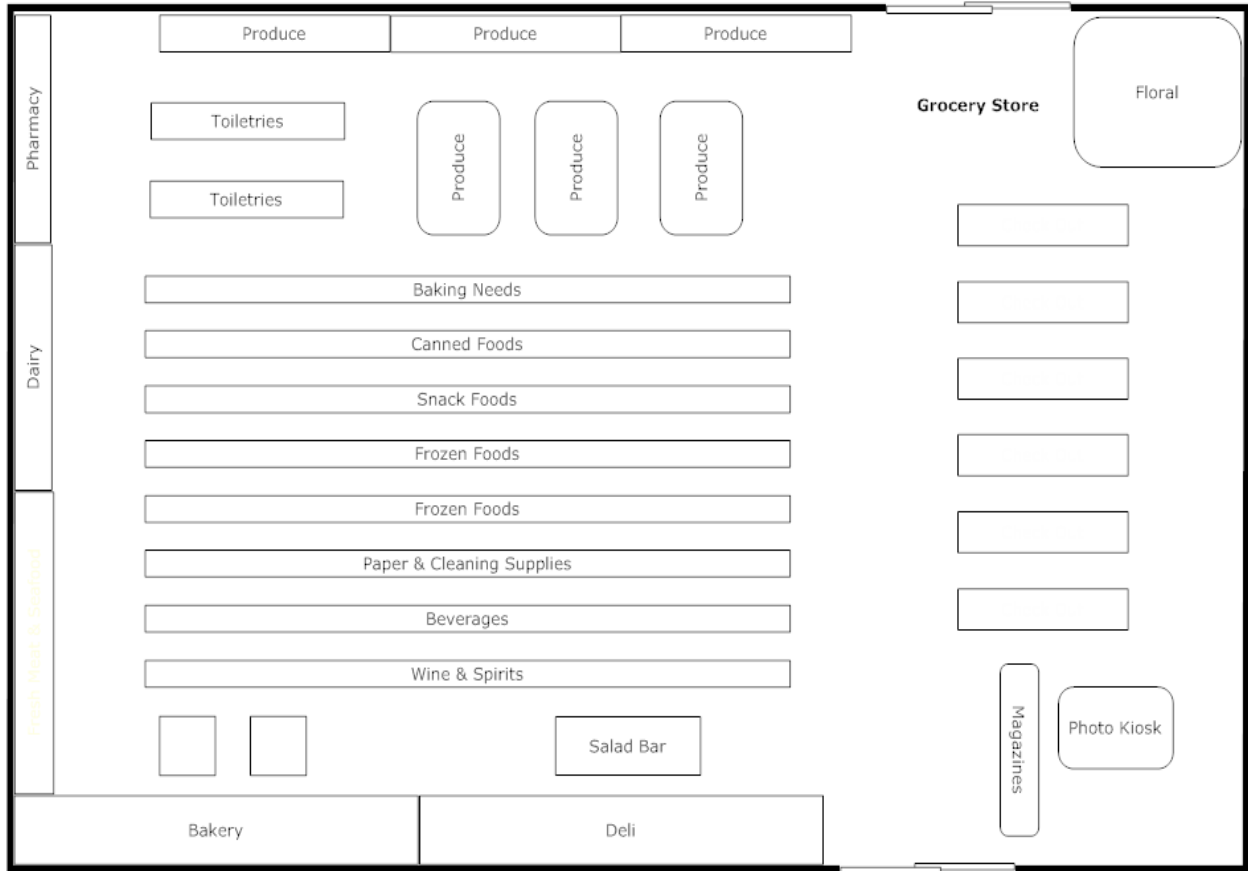 Produce
Produce
Produce
Floral
Grocery Store
Pharmacy
Toiletries
Toiletries
Produce
Produce
Produce
Baking Needs
Dairy
Canned Foods
Snack Foods
Frozen Foods
Frozen Foods
Paper & Cleaning Supplies
Beverages
Wine & Spirits
Salad Bar
Magazines
Photo Kiosk
Bakery
Deli